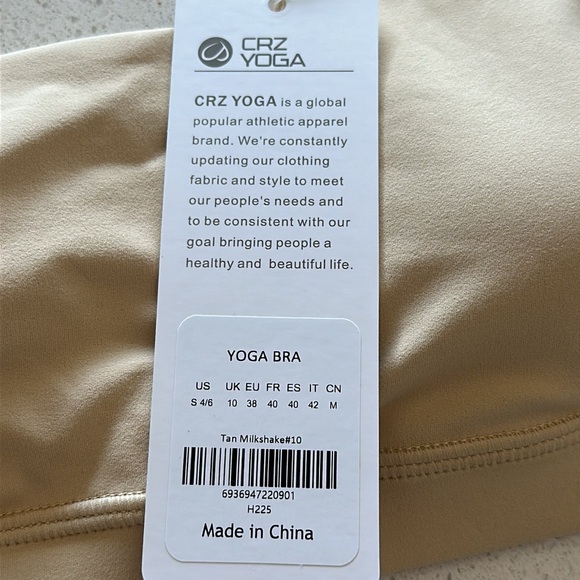 CRZ
YOGA
CRZ YOGA is a global
popular athletic apparel
brand. We're constantly
updating our clothing
fabric and style to meet
our people's needs and
to be consistent with our
goal bringing people a
healthy and beautiful life.
YOGA BRA
US UK EU FR ES IT CN
S 4/6 10 38 40 40 42 M
Tan Milkshake#10
6936947220901
H225
Made in China